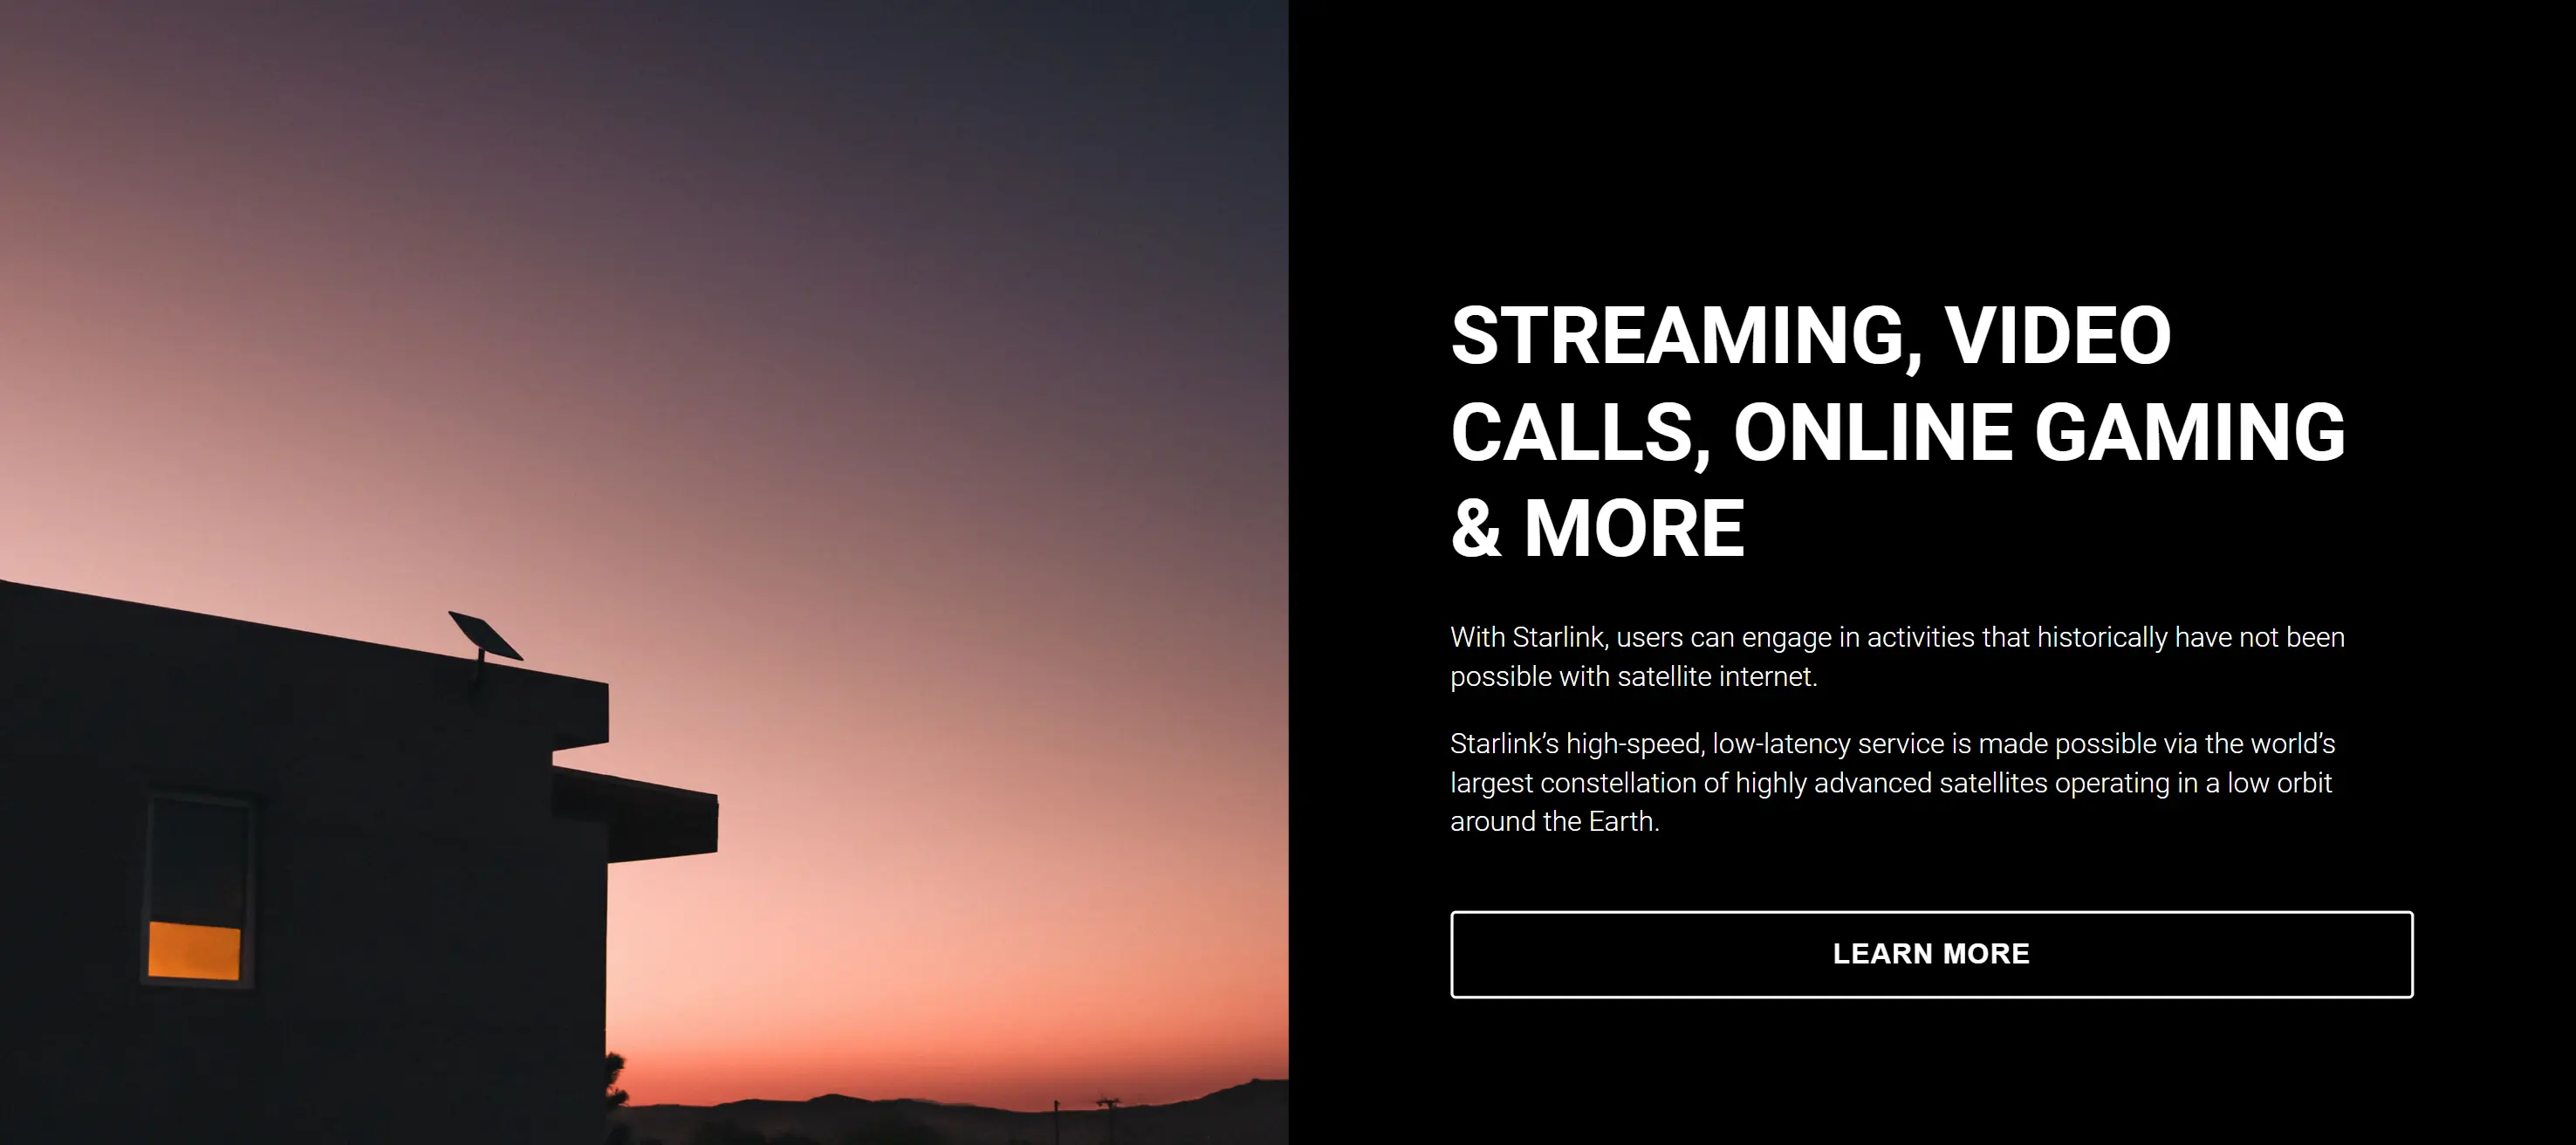 STREAMING, VIDEO
CALLS, ONLINE GAMING
& MORE
With Starlink, users can engage in activities that historically have not been
possible with satellite internet.
Starlink’s high-speed, low-latency service is made possible via the world’s
largest constellation of highly advanced satellites operating in a low orbit
around the Earth.
LEARN MORE